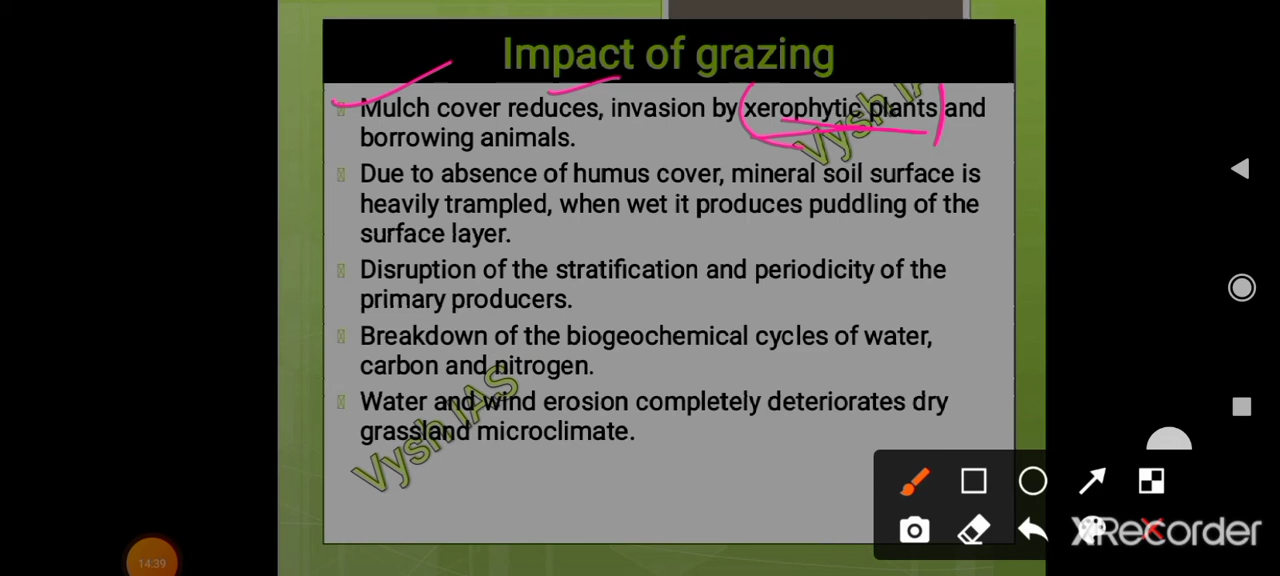 Impact of grazing
Mulch cover reduces, invasion by xerophytic plants and
borrowing animals.
Due to absence of humus cover, mineral soil surface is
heavily trampled, when wet it produces puddling of the
surface layer.
Disruption of the stratification and periodicity of the
primary producers.
Breakdown of the biogeochemical cycles of water,
carbon and nitrogen.
Water and wind erosion completely deteriorates dry
grassland microclimate.
Vysh IA
Vysh IAS
XRecorder
14:39